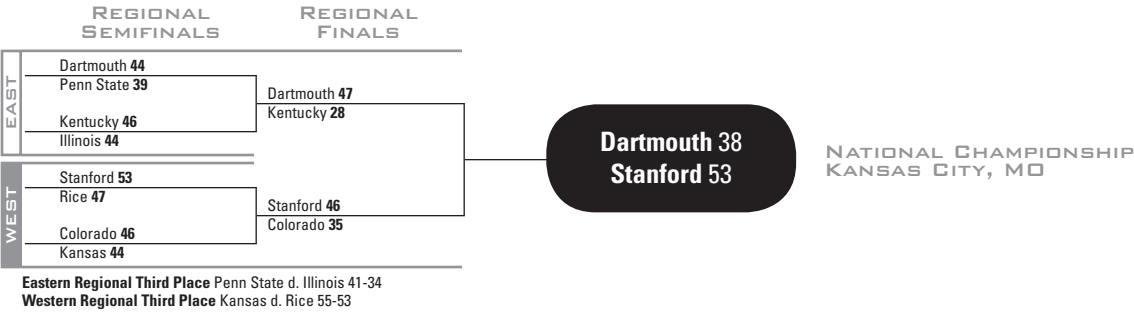 REGIONAL
SEMIFINALS
REGIONAL
FINALS
EAST
Dartmouth 44
Penn State 39
Kentucky 46
Illinois 44
Dartmouth 47
Kentucky 28
WEST
Stanford 53
Rice 47
Colorado 46
Kansas 44
Stanford 46
Colorado 35
Dartmouth 38
Stanford 53
NATIONAL CHAMPIONSHIP
KANSAS CITY, MO
Eastern Regional Third Place Penn State d. Illinois 41-34
Western Regional Third Place Kansas d. Rice 55-53